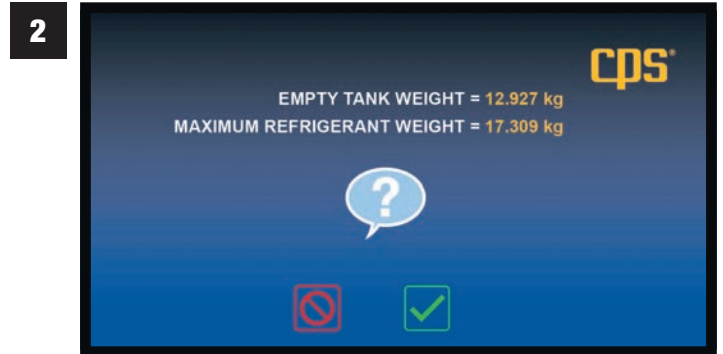 2
cps®
EMPTY TANK WEIGHT = 12.927 kg
MAXIMUM REFRIGERANT WEIGHT = 17.309 kg
?